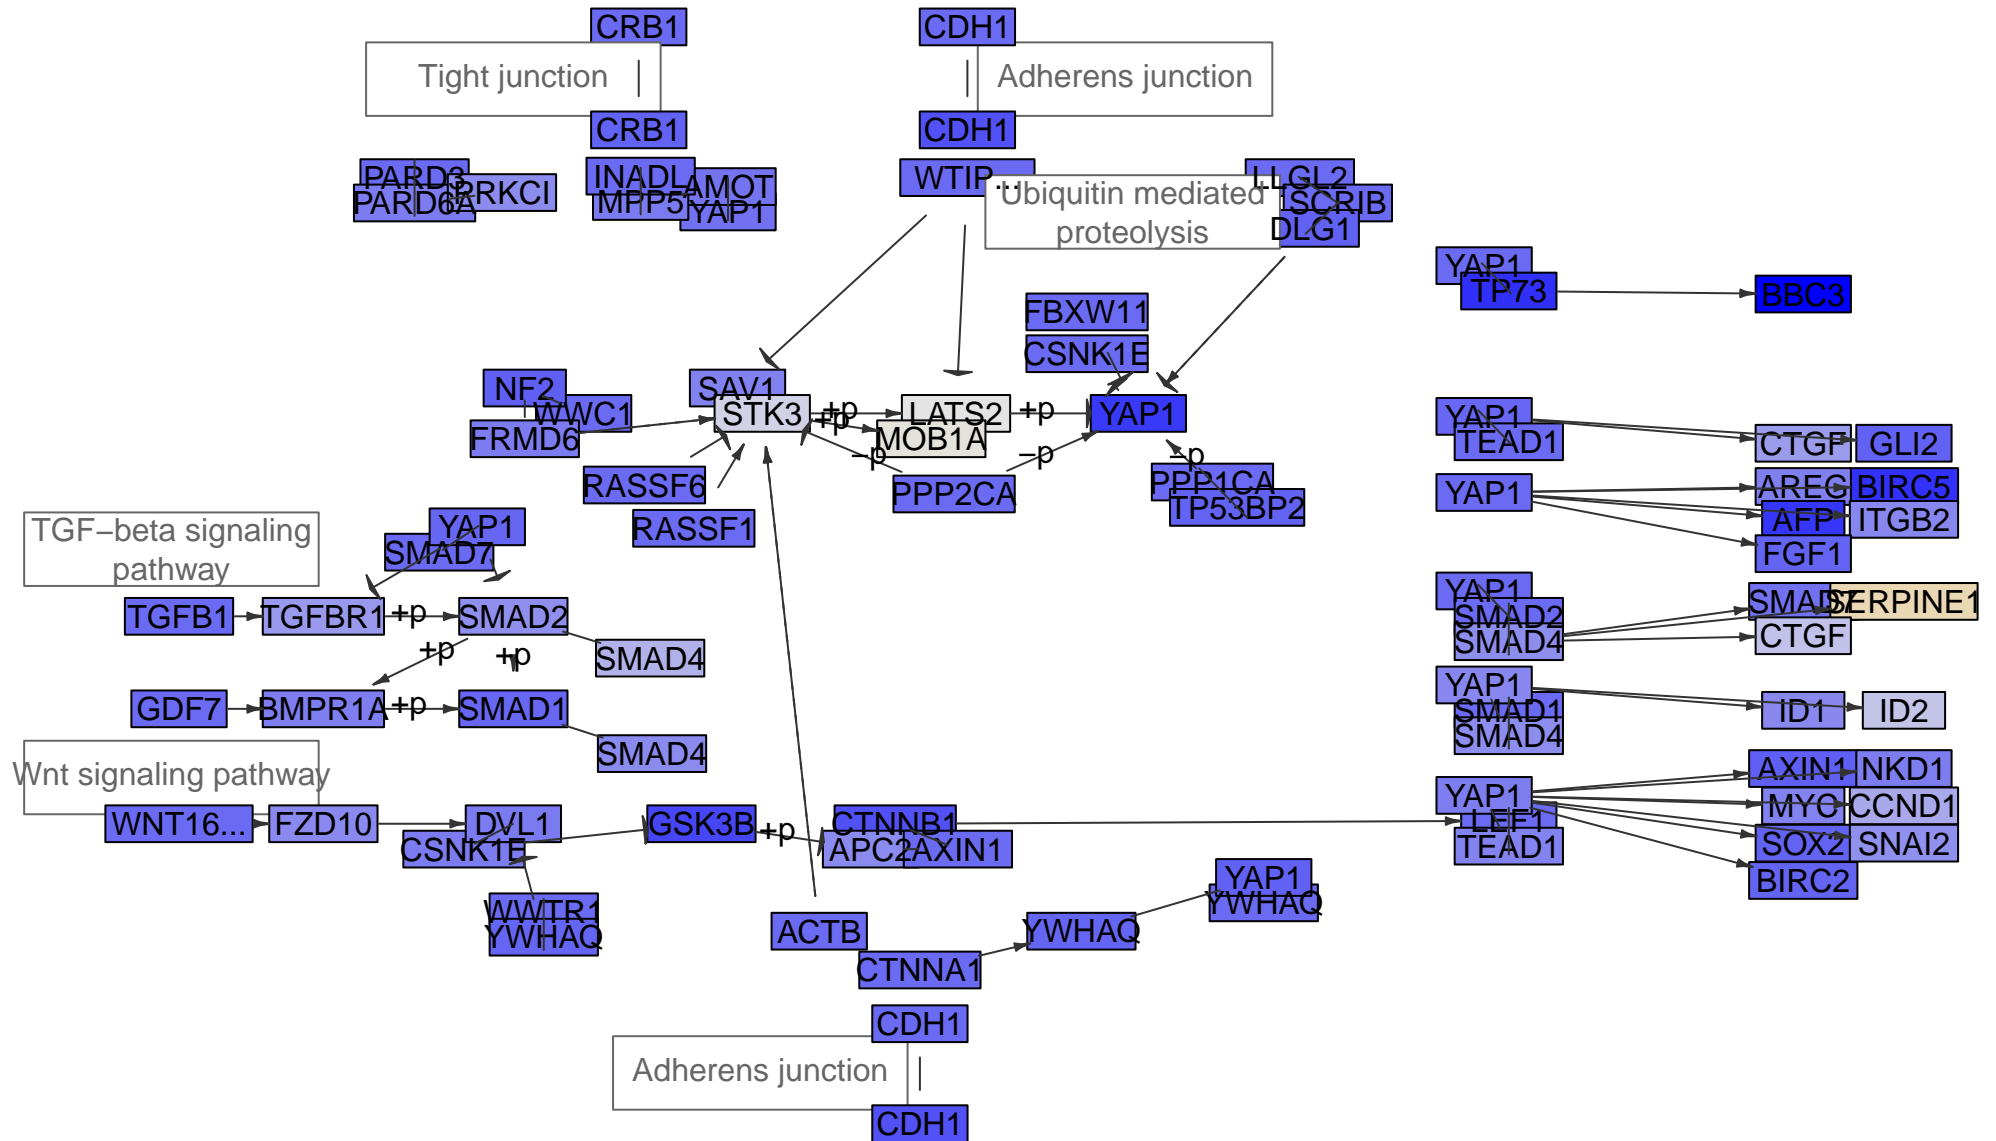 CRB1
CDH1
Tight junction
Adherens junction
CRB1
CDH1
PARD3
PARD6A
PRKCI
INADL
MPP5
AMOT
YAP1
WTIP...
Ubiquitin mediated
proteolysis
LLGL2
SCRIB
DLG1
YAP1
TP73
BBC3
FBXW11
CSNK1E
NF2
WWC1
FRMD6
SAV1
STK3
+p
+p
LATS2
MOB1A
+p
YAP1
−p
−p
−p
RASSF6
RASSF1
PPP2CA
PPP1CA
TP53BP2
YAP1
TEAD1
CTGF
GLI2
YAP1
AREG
BIRC5
AFP
ITGB2
FGF1
TGF−beta signaling
pathway
YAP1
SMAD7
TGFB1
TGFBR1
+p
SMAD2
+p
+p
SMAD4
GDF7
BMPR1A
+p
SMAD1
SMAD4
YAP1
SMAD2
SMAD4
SMAD7
SERPINE1
CTGF
YAP1
SMAD1
SMAD4
ID1
ID2
Wnt signaling pathway
WNT16...
FZD10
DVL1
CSNK1E
GSK3B
+p
CTNNB1
APC2
AXIN1
YAP1
LEF1
TEAD1
AXIN1
NKD1
MYC
CCND1
SOX2
SNAI2
BIRC2
WWTR1
YWHAQ
ACTB
CTNNA1
YWHAQ
YAP1
YWHAQ
CDH1
Adherens junction
CDH1